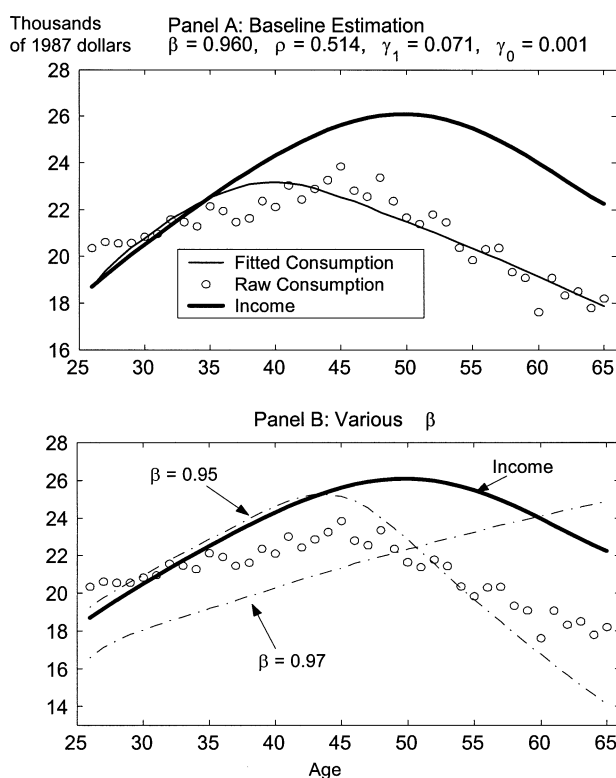 Thousands
of 1987 dollars
Panel A: Baseline Estimation
β = 0.960, ρ = 0.514, γ1 = 0.071, γ0 = 0.001
28
26
24
22
20
18
16
Fitted Consumption
Raw Consumption
Income
25 30 35 40 45 50 55 60 65
Panel B: Various β
28
26
24
22
20
18
16
14
β = 0.95
Income
β = 0.97
25 30 35 40 45 50 55 60 65
Age